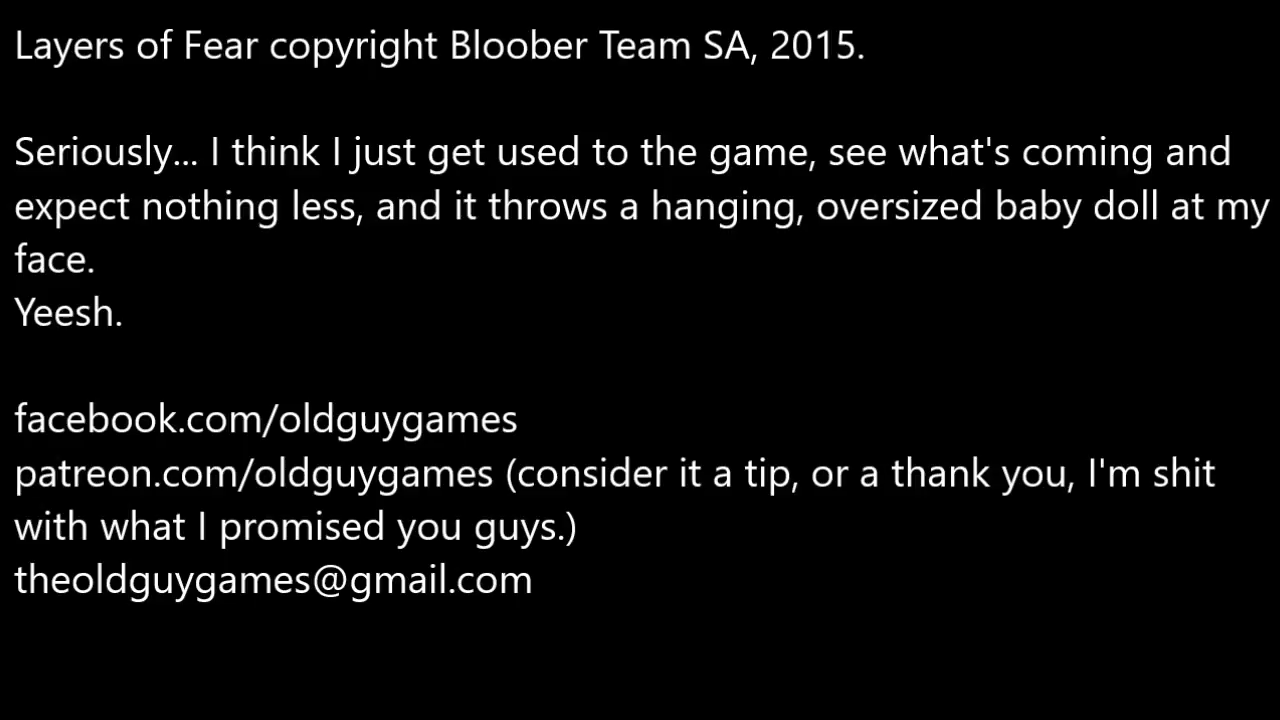 Layers of Fear copyright Bloober Team SA, 2015.
Seriously... I think I just get used to the game, see what's coming and
expect nothing less, and it throws a hanging, oversized baby doll at my
face.
Yeesh.
facebook.com/oldguygames
patreon.com/oldguygames (consider it a tip, or a thank you, I'm shit
with what I promised you guys.)
theoldguygames@gmail.com